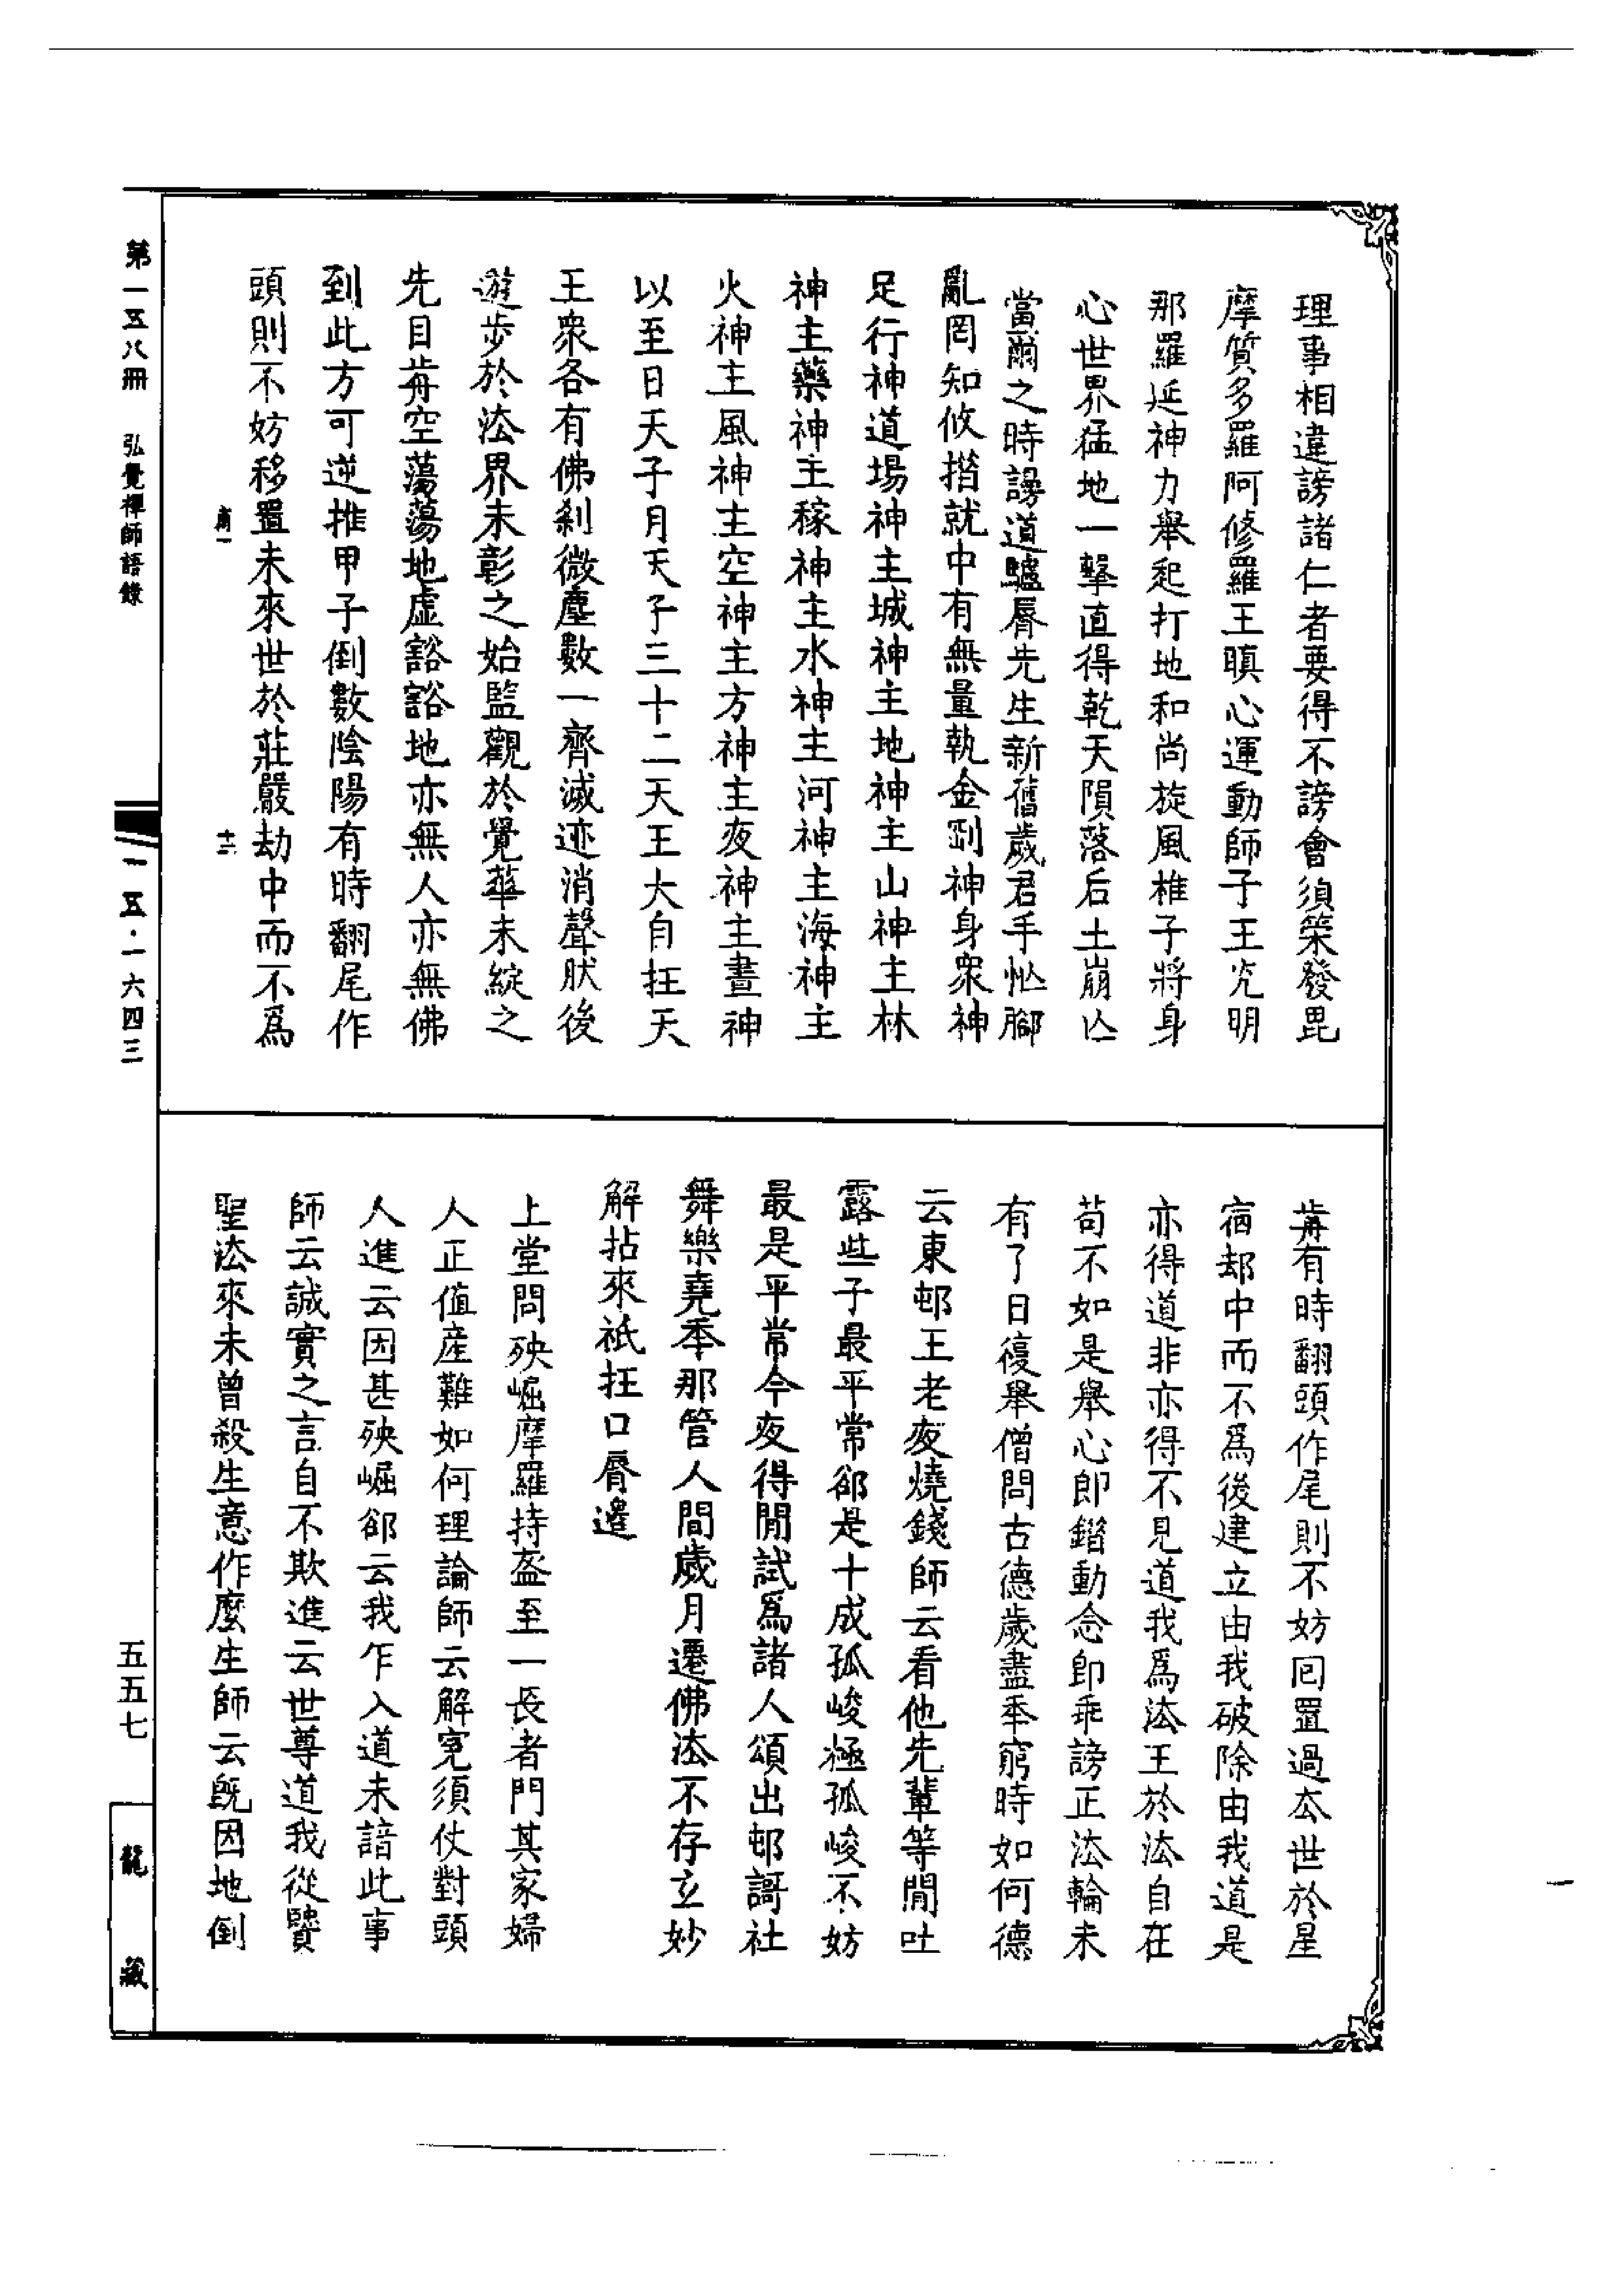 理事相違謗諸仁者要得不謗會須築發毘
摩質多羅阿修羅王瞋心運動師子王㳄明
那羅延神力舉起打地和尚旋風椎子將身
心世界猛地一擊直得乾天隕落后土崩亾
當爾之時謾道驢脣先生新舊歲君手忙腳
亂罔知攸措就中有無量執金剛神身衆神
足行神道場神主城神主地神主山神主林
神主藥神主稼神主水神主河神主海神主
火神主風神主空神主方神主夜神主晝神
以至日天子月天子三十二天王大自在天
王衆各有佛刹微塵數一齊滅迹消聲肰後
遊步於法界未彰之始監觀於覺華未綻之
先目前空蕩蕩地虛豁豁地亦無人亦無佛
到此方可逆推甲子倒數陰陽有時翻尾作
頭則不妨移置未來世於莊嚴劫中而不爲
前有時翻頭作尾則不妨回置過去世於星
宿却中而不爲後建立由我破除由我道是
亦得道非亦得不見道我爲法王於法自在
苟不如是舉心即錯動念即乖謗正法輪未
有了日復舉僧問古德歲盡年窮時如何德
云東邨王老夜燒錢師云看他先輩等閒吐
露些子最平常郤是十成孤峻極孤峻不妨
最是平常今夜得閒試爲諸人頌出邨謌社
舞樂堯年那管人間歲月遷佛法不存玄妙
解拈來祇在口脣邊
上堂問殃崛摩羅持盔至一長者門其家婦
人正值產難如何理論師云解寃須仗對頭
人進云因甚殃崛郤云我乍入道未諳此事
師云誠實之言自不欺進云世尊道我從賢
聖法來未曾殺生意作麼生師云旣因地倒
第一五八冊 弘覺禪師語錄
一五·一六四三
五五七
龍藏